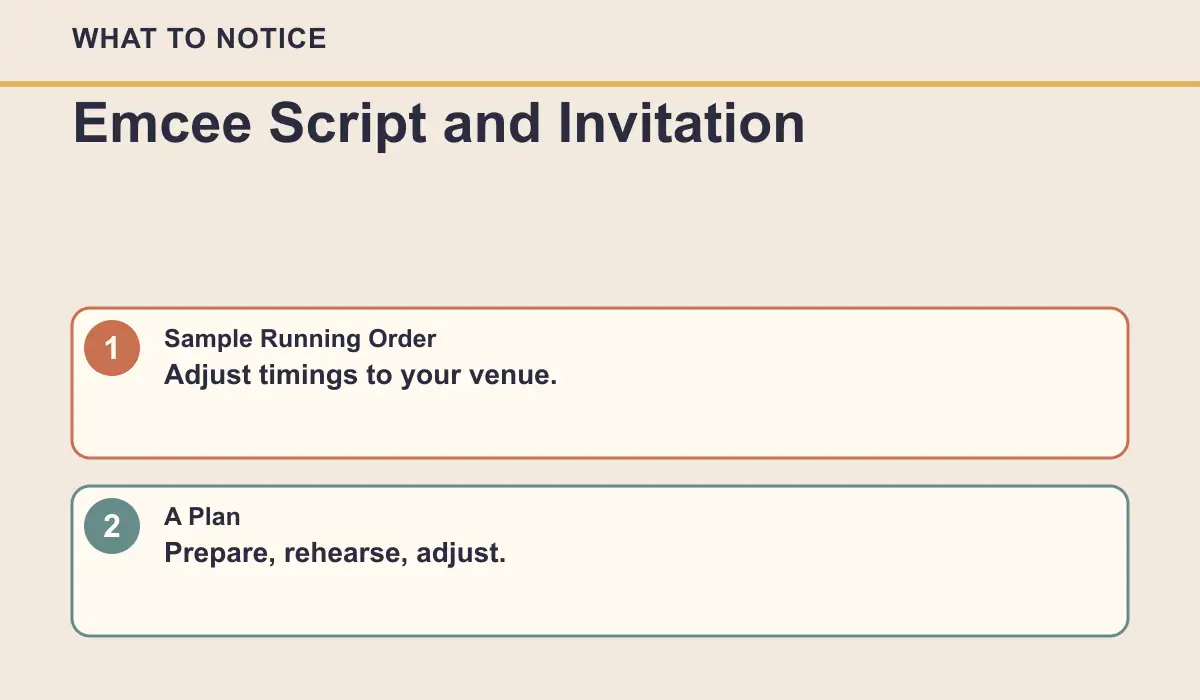 WHAT TO NOTICE
Emcee Script and Invitation
1
Sample Running Order
Adjust timings to your venue.
2
A Plan
Prepare, rehearse, adjust.